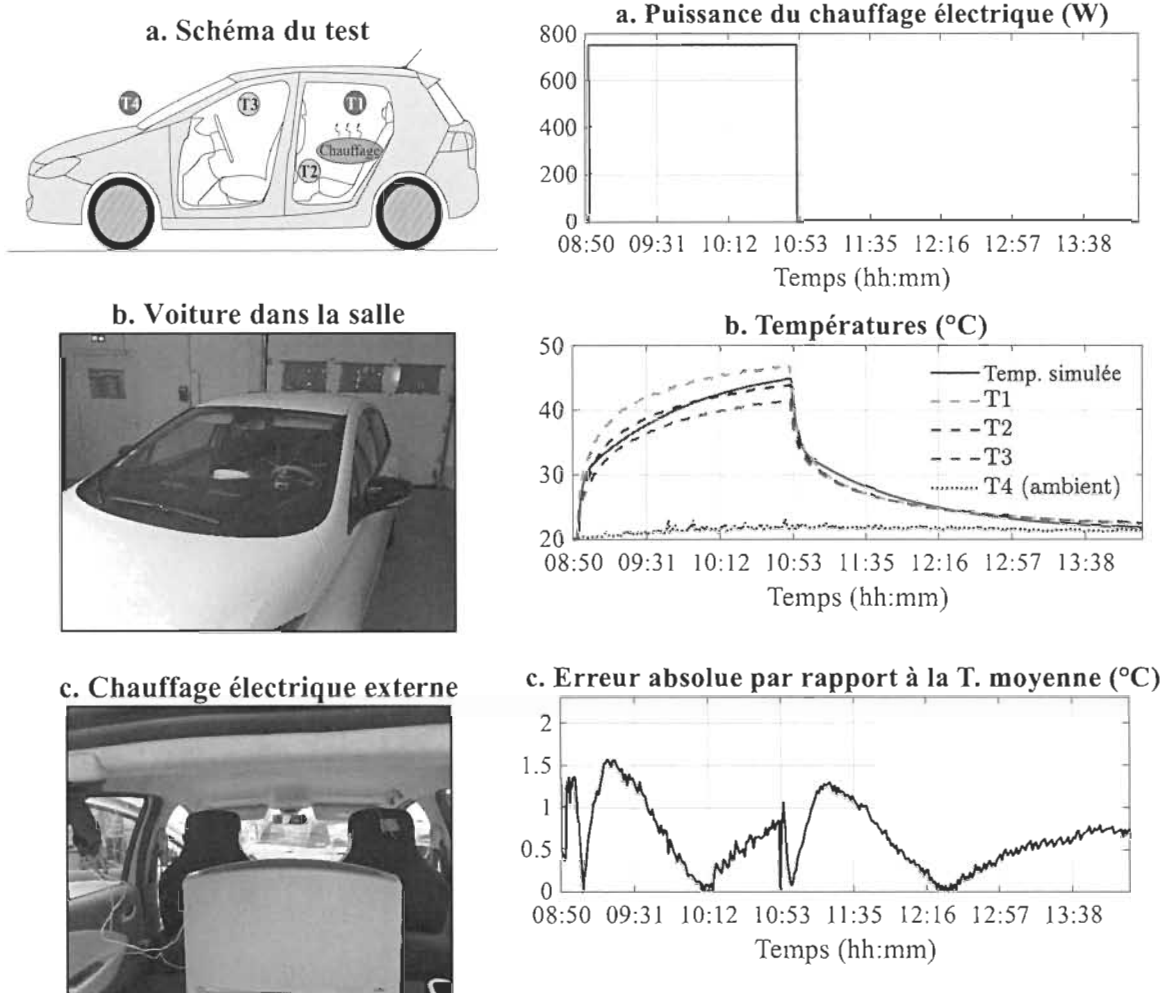 a. Schéma du test
T4
T3
T1
Chauffage
T2
b. Voiture dans la salle
c. Chauffage électrique externe
a. Puissance du chauffage électrique (W)
800
600
400
200
0
08:50 09:31 10:12 10:53 11:35 12:16 12:57 13:38
Temps (hh:mm)
b. Températures (°C)
50
40
30
20
Temp. simulée
T1
T2
T3
T4 (ambient)
08:50 09:31 10:12 10:53 11:35 12:16 12:57 13:38
Temps (hh:mm)
c. Erreur absolue par rapport à la T. moyenne (°C)
2
1.5
1
0.5
0
08:50 09:31 10:12 10:53 11:35 12:16 12:57 13:38
Temps (hh:mm)